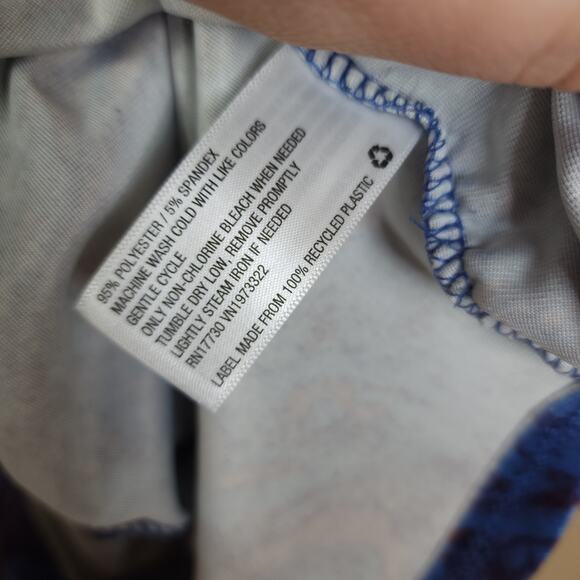 95% POLYESTER / 5% SPANDEX
MACHINE WASH COLD WITH LIKE COLORS
GENTLE CYCLE
ONLY NON-CHLORINE BLEACH WHEN NEEDED
TUMBLE DRY LOW, REMOVE PROMPTLY
LIGHTLY STEAM IRON IF NEEDED
RN17730 VN1973322
LABEL MADE FROM 100% RECYCLED PLASTIC